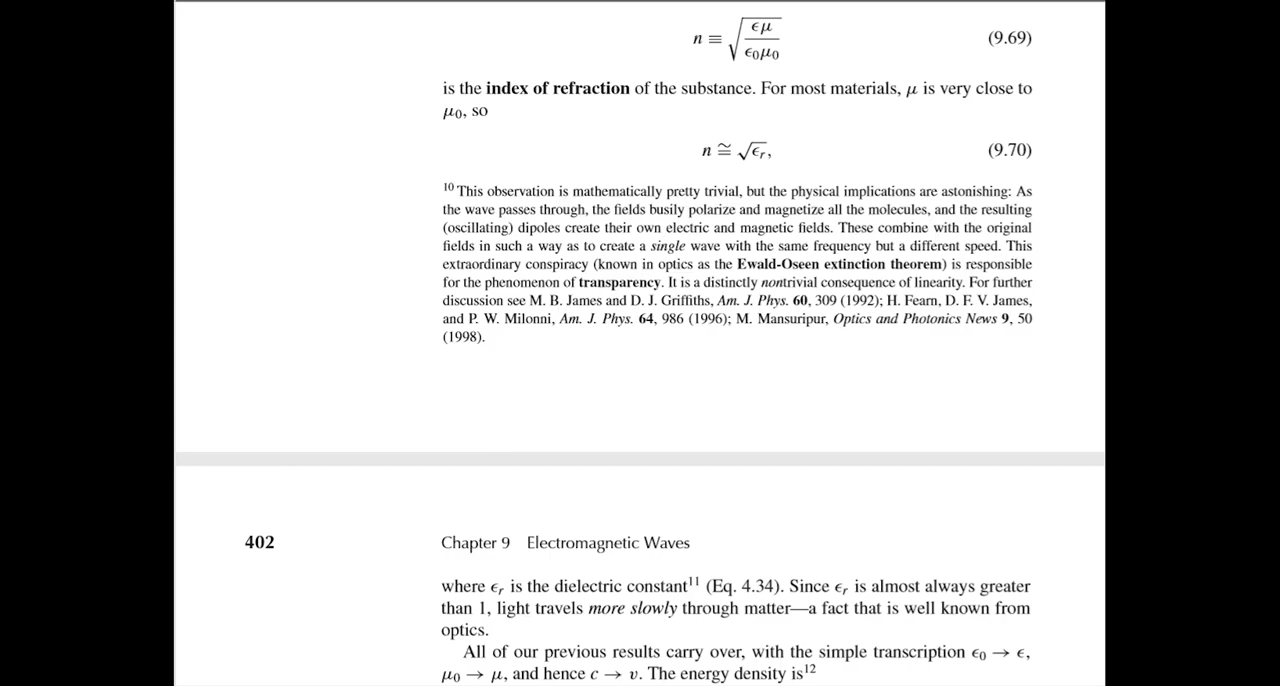 n ≡ √(ϵμ/ϵ₀μ₀) (9.69)
is the index of refraction of the substance. For most materials, μ is very close to
μ₀, so
n ≅ √ϵᵣ, (9.70)
¹⁰ This observation is mathematically pretty trivial, but the physical implications are astonishing: As
the wave passes through, the fields busily polarize and magnetize all the molecules, and the resulting
(oscillating) dipoles create their own electric and magnetic fields. These combine with the original
fields in such a way as to create a single wave with the same frequency but a different speed. This
extraordinary conspiracy (known in optics as the Ewald-Oseen extinction theorem) is responsible
for the phenomenon of transparency. It is a distinctly nontrivial consequence of linearity. For further
discussion see M. B. James and D. J. Griffiths, Am. J. Phys. 60, 309 (1992); H. Fearn, D. F. V. James,
and P. W. Milonni, Am. J. Phys. 64, 986 (1996); M. Mansuripur, Optics and Photonics News 9, 50
(1998).
402 Chapter 9 Electromagnetic Waves
where ϵᵣ is the dielectric constant¹¹ (Eq. 4.34). Since ϵᵣ is almost always greater
than 1, light travels more slowly through matter—a fact that is well known from
optics.
All of our previous results carry over, with the simple transcription ϵ₀ → ϵ,
μ₀ → μ, and hence c → v. The energy density is¹²